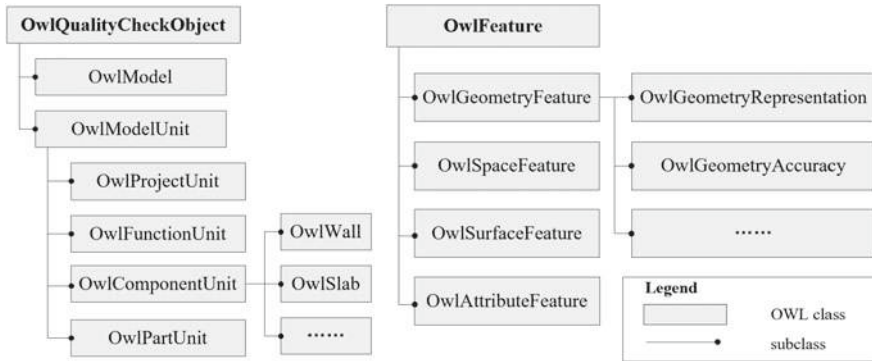 OwlQualityCheckObject
OwlModel
OwlModelUnit
OwlProjectUnit
OwlFunctionUnit
OwlComponentUnit
OwlPartUnit
OwlWall
OwlSlab
……
OwlFeature
OwlGeometryFeature
OwlSpaceFeature
OwlSurfaceFeature
OwlAttributeFeature
OwlGeometryRepresentation
OwlGeometryAccuracy
……
Legend
OWL class
subclass